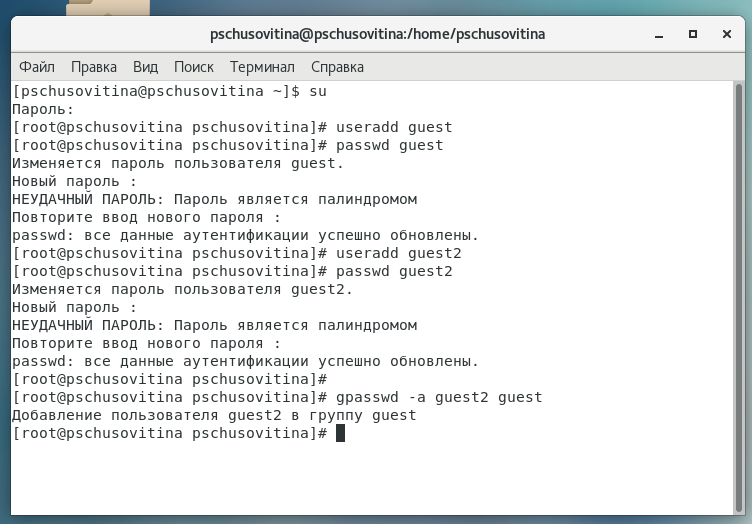 pschusovitina@pschusovitina:/home/pschusovitina
Файл Правка Вид Поиск Терминал Справка
[pschusovitina@pschusovitina ~]$ su
Пароль:
[root@pschusovitina pschusovitina]# useradd guest
[root@pschusovitina pschusovitina]# passwd guest
Изменяется пароль пользователя guest.
Новый пароль :
НЕУДАЧНЫЙ ПАРОЛЬ: Пароль является палиндромом
Повторите ввод нового пароля :
passwd: все данные аутентификации успешно обновлены.
[root@pschusovitina pschusovitina]# useradd guest2
[root@pschusovitina pschusovitina]# passwd guest2
Изменяется пароль пользователя guest2.
Новый пароль :
НЕУДАЧНЫЙ ПАРОЛЬ: Пароль является палиндромом
Повторите ввод нового пароля :
passwd: все данные аутентификации успешно обновлены.
[root@pschusovitina pschusovitina]#
[root@pschusovitina pschusovitina]# gpasswd -a guest2 guest
Добавление пользователя guest2 в группу guest
[root@pschusovitina pschusovitina]#